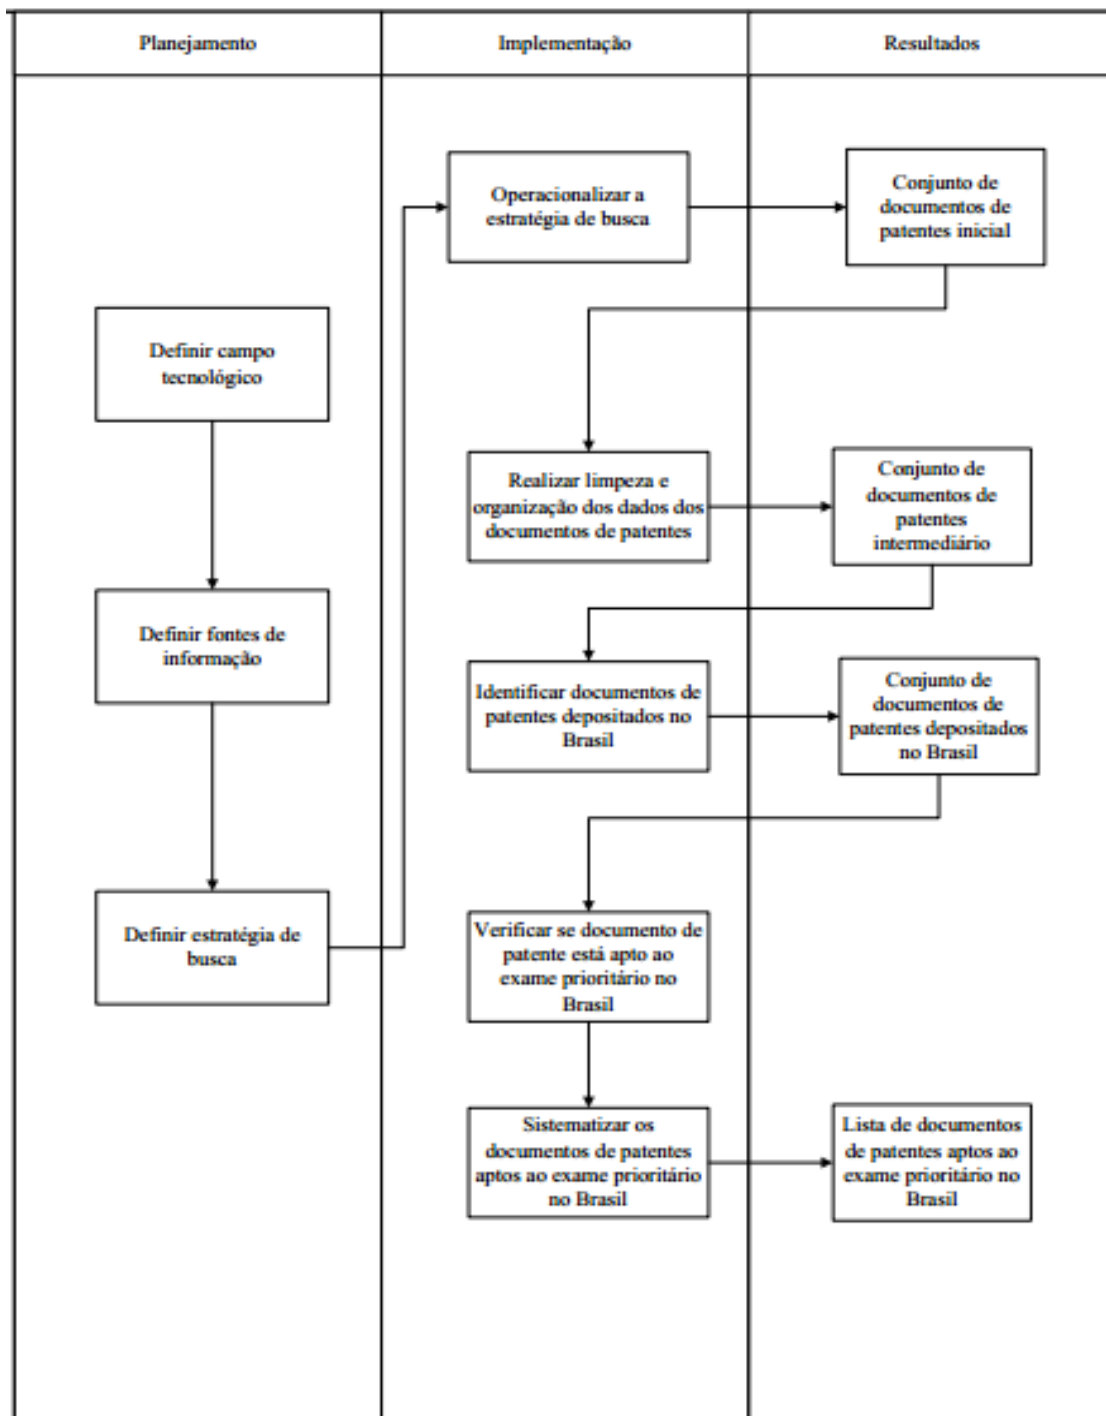 Planejamento
Implementação
Resultados
Definir campo
tecnológico
Definir fontes de
informação
Definir estratégia de
busca
Operacionalizar a
estratégia de busca
Conjunto de
documentos de
patentes inicial
Realizar limpeza e
organização dos dados dos
documentos de patentes
Conjunto de
documentos de
patentes
intermediário
Identificar documentos de
patentes depositados no
Brasil
Conjunto de
documentos de
patentes depositados
no Brasil
Verificar se documento de
patente está apto ao
exame prioritário no
Brasil
Sistematizar os
documentos de patentes
aptos ao exame prioritário
no Brasil
Lista de documentos
de patentes aptos ao
exame prioritário no
Brasil